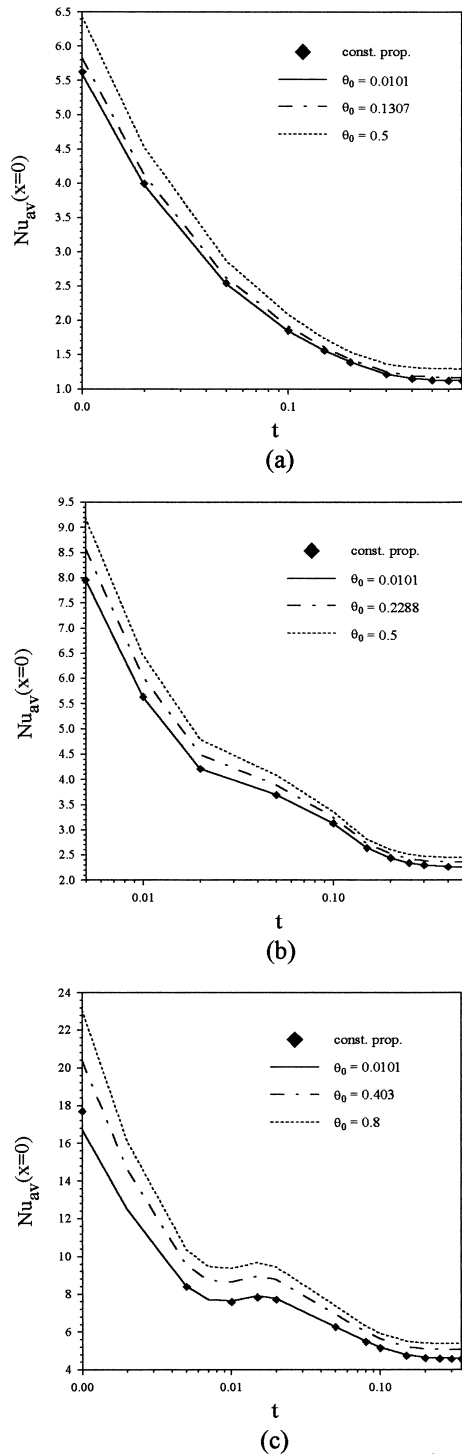 6.5
6.0
5.5
5.0
4.5
4.0
3.5
3.0
2.5
2.0
1.5
1.0
Nu_av(x=0)
const. prop.
θ₀ = 0.0101
θ₀ = 0.1307
θ₀ = 0.5
0.0 0.1
t
(a)
9.5
9.0
8.5
8.0
7.5
7.0
6.5
6.0
5.5
5.0
4.5
4.0
3.5
3.0
2.5
2.0
Nu_av(x=0)
const. prop.
θ₀ = 0.0101
θ₀ = 0.2288
θ₀ = 0.5
0.01 0.10
t
(b)
24
22
20
18
16
14
12
10
8
6
4
Nu_av(x=0)
const. prop.
θ₀ = 0.0101
θ₀ = 0.403
θ₀ = 0.8
0.00 0.01 0.10
t
(c)